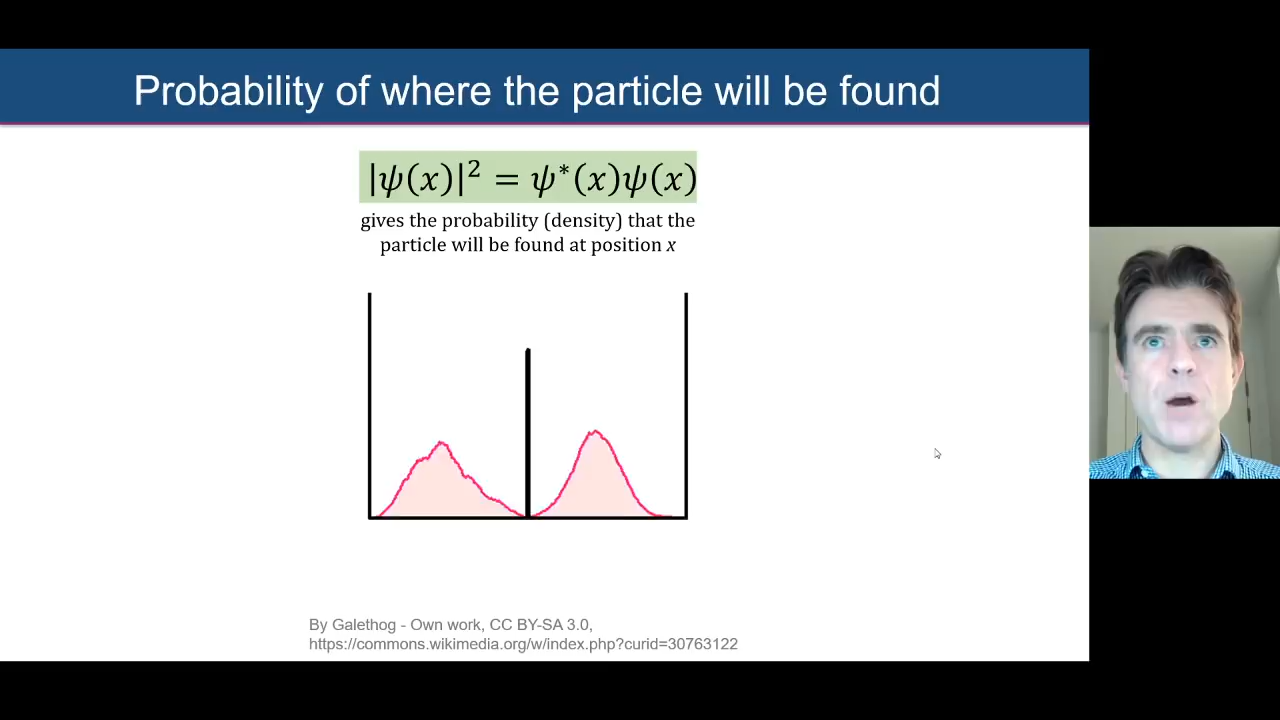 Probability of where the particle will be found
|ψ(x)|² = ψ*(x)ψ(x)
gives the probability (density) that the
particle will be found at position x
By Galethog - Own work, CC BY-SA 3.0,
https://commons.wikimedia.org/w/index.php?curid=30763122